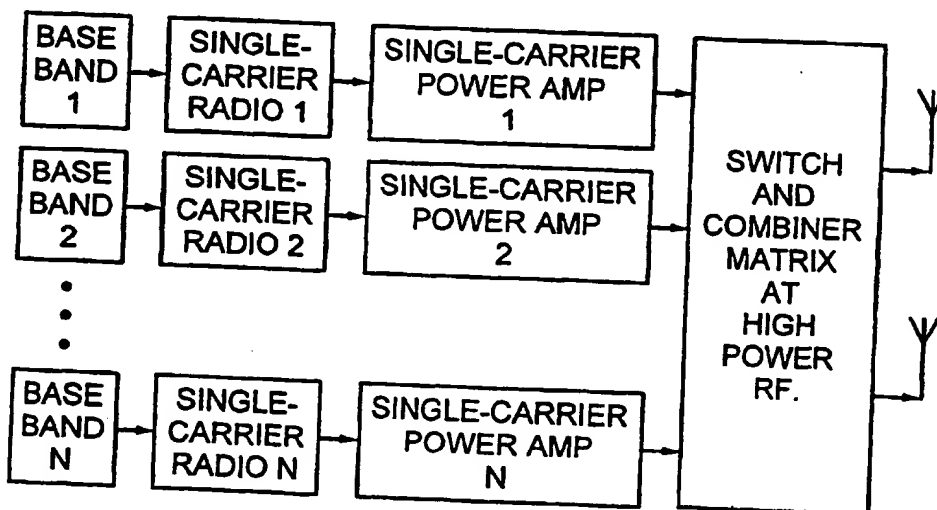 BASE
BAND
1
SINGLE-
CARRIER
RADIO 1
SINGLE-CARRIER
POWER AMP
1
BASE
BAND
2
SINGLE-
CARRIER
RADIO 2
SINGLE-CARRIER
POWER AMP
2
BASE
BAND
N
SINGLE-
CARRIER
RADIO N
SINGLE-CARRIER
POWER AMP
N
SWITCH
AND
COMBINER
MATRIX
AT
HIGH
POWER
RF.